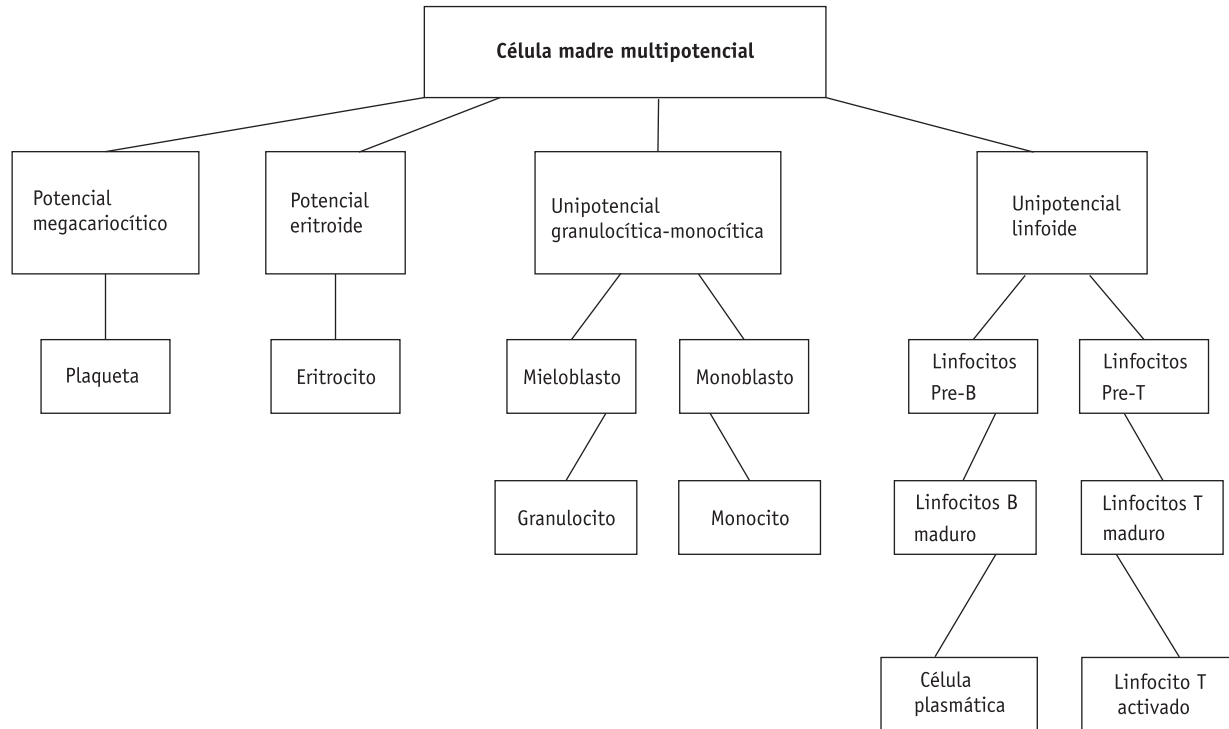 Célula madre multipotencial
Potencial
megacariocítico
Potencial
eritroide
Unipotencial
granulocítica-monocítica
Unipotencial
linfoide
Plaqueta
Eritrocito
Mieloblasto
Monoblasto
Linfocitos
Pre-B
Linfocitos
Pre-T
Granulocito
Monocito
Linfocitos B
maduro
Linfocitos T
maduro
Célula
plasmática
Linfocito T
activado